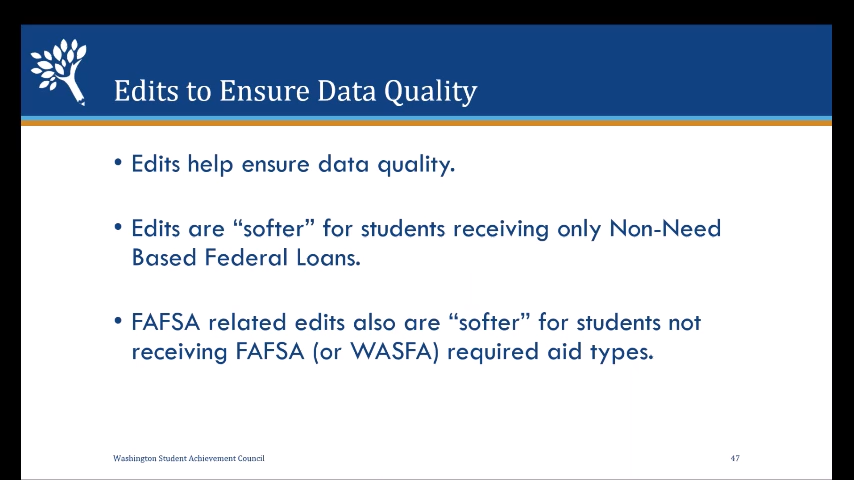 Edits to Ensure Data Quality
• Edits help ensure data quality.
• Edits are “softer” for students receiving only Non-Need
Based Federal Loans.
• FAFSA related edits also are “softer” for students not
receiving FAFSA (or WASFA) required aid types.
Washington Student Achievement Council
47